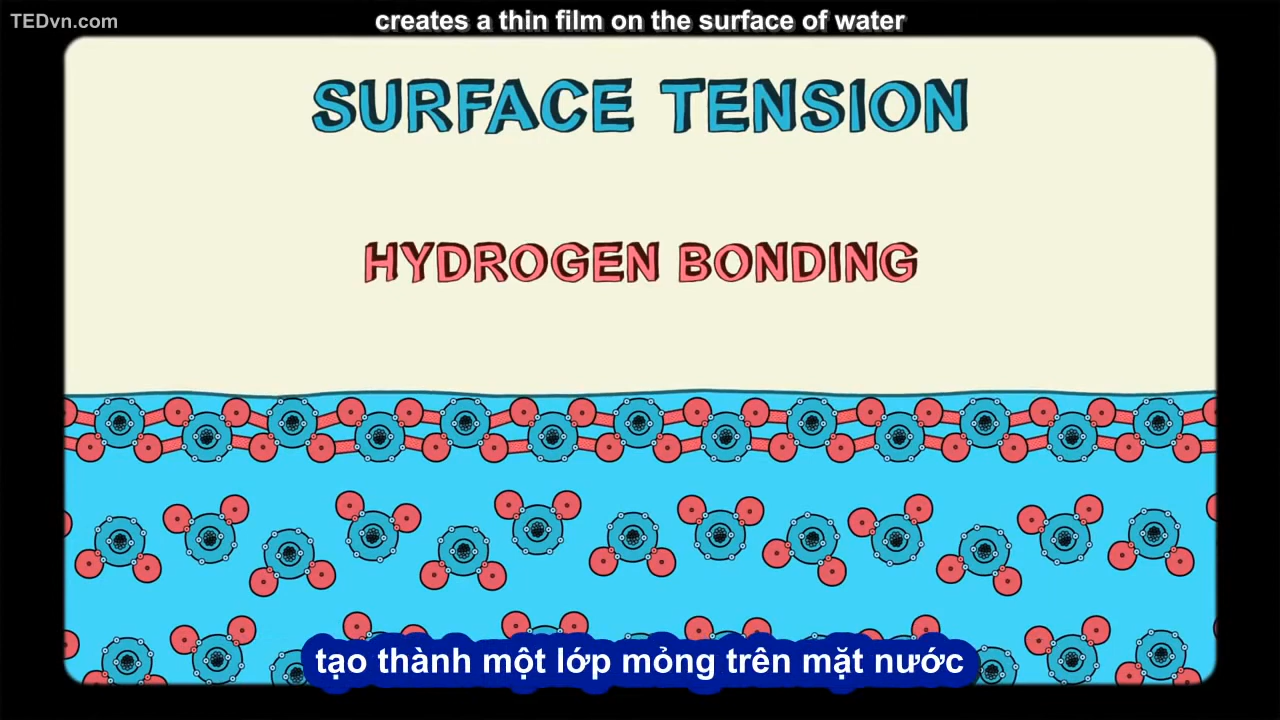 TEDvn.com
creates a thin film on the surface of water
SURFACE TENSION
HYDROGEN BONDING
tạo thành một lớp mỏng trên mặt nước